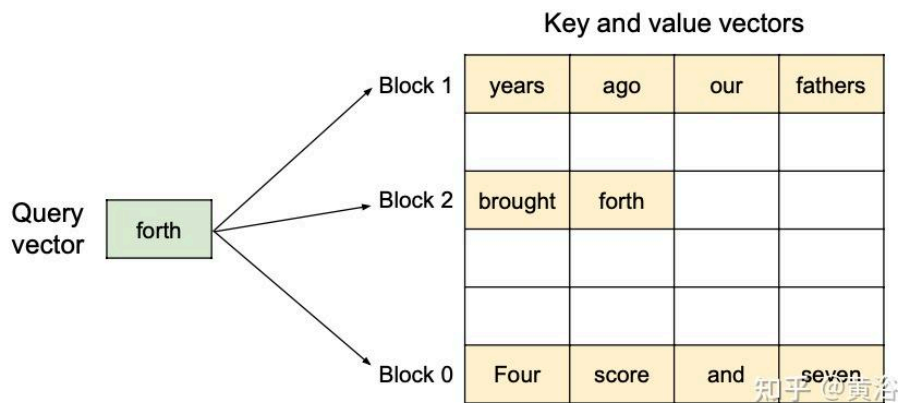 Key and value vectors
Block 1 years ago our fathers
Query vector forth
Block 2 brought forth
Block 0 Four score and seven
知乎 @黄浴